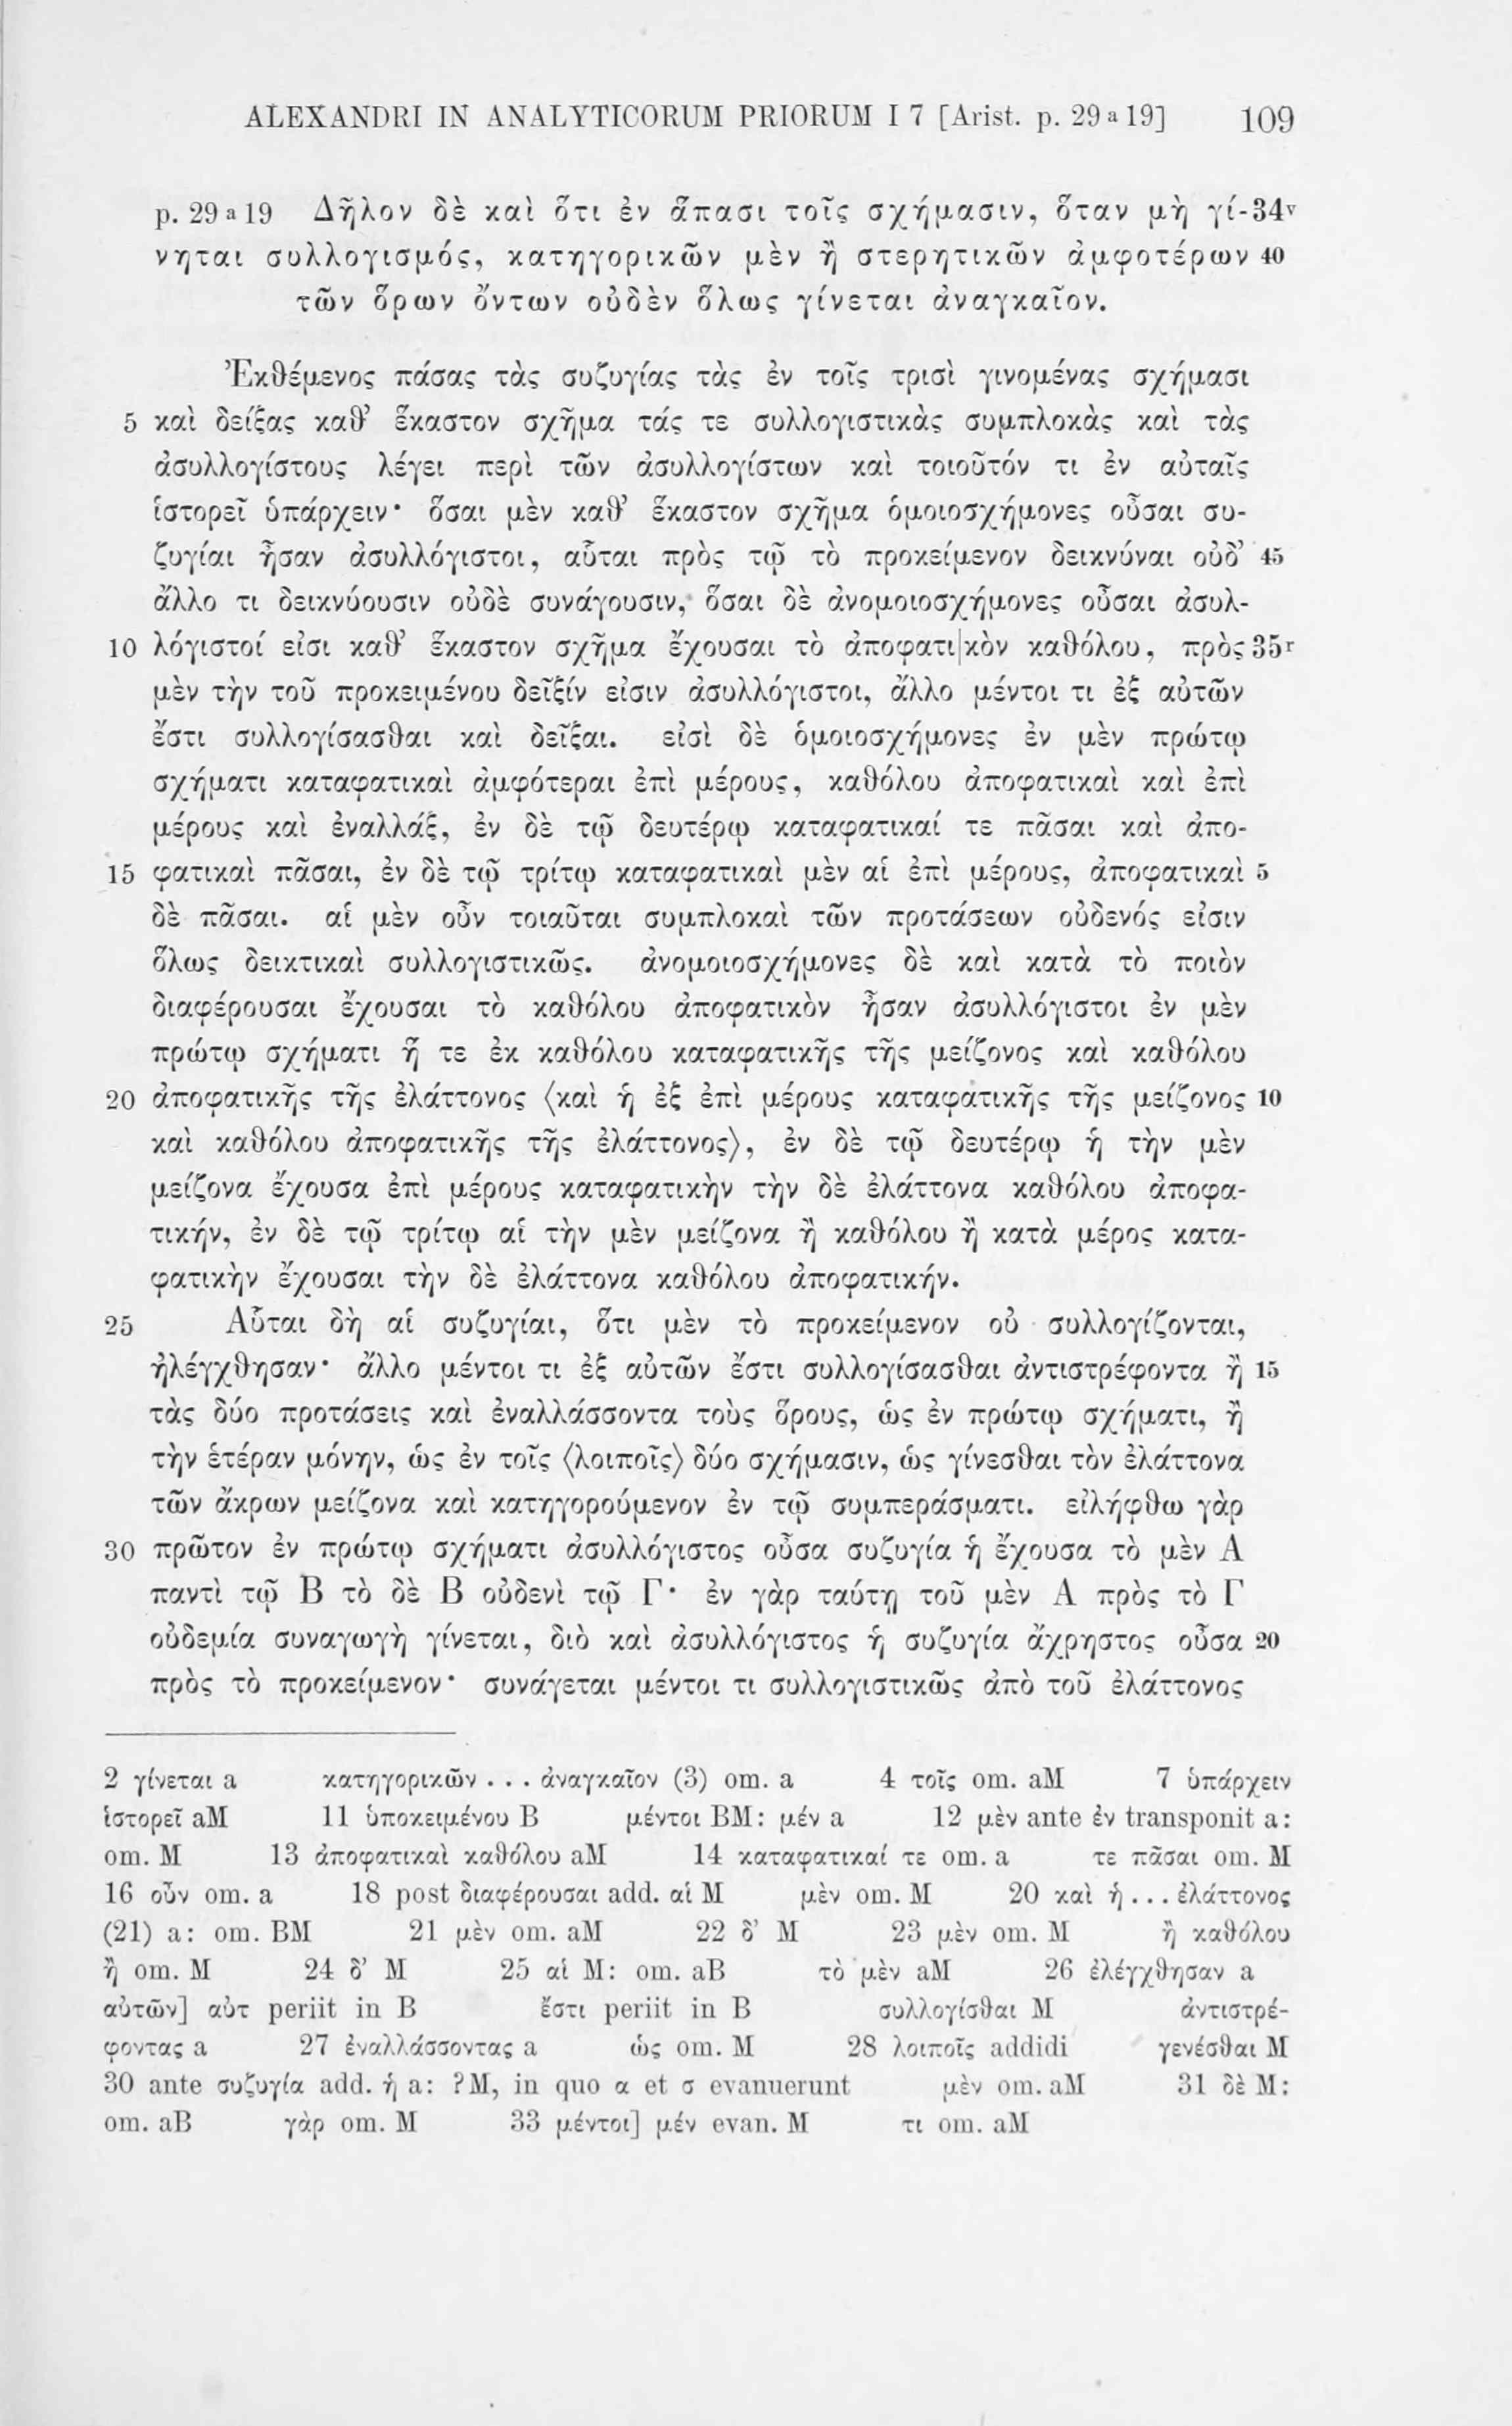 ALEXANDRI IN ANALYTICORUM PRIORUM I 7 [Arist. p. 29 a 19] 109
p. 29 a 19 Δῆλον δὲ καὶ ὅτι ἐν ἅπασι τοῖς σχήμασιν, ὅταν μὴ γί- 34v
νηται συλλογισμός, κατηγορικῶν μὲν ἢ στερητικῶν ἀμφοτέρων 40
τῶν ὅρων ὄντων οὐδὲν ὅλως γίνεται ἀναγκαῖον.
Ἐκθέμενος πάσας τὰς συζυγίας τὰς ἐν τοῖς τρισὶ γινομένας σχήμασι
5 καὶ δείξας καθ’ ἕκαστον σχῆμα τάς τε συλλογιστικὰς συμπλοκὰς καὶ τὰς
ἀσυλλογίστους λέγει περὶ τῶν ἀσυλλογίστων καὶ τοιοῦτόν τι ἐν αὐταῖς
ἱστορεῖ ὑπάρχειν· ὅσαι μὲν καθ’ ἕκαστον σχῆμα ὁμοιοσχήμονες οὖσαι συ-
ζυγίαι ἦσαν ἀσυλλόγιστοι, αὗται πρὸς τῷ τὸ προκείμενον δεικνύναι οὐδ’ 45
ἄλλο τι δεικνύουσιν οὐδὲ συνάγουσιν, ὅσαι δὲ ἀνομοιοσχήμονες οὖσαι ἀσυλ-
10 λόγιστοί εἰσι καθ’ ἕκαστον σχῆμα ἔχουσαι τὸ ἀποφατι|κὸν καθόλου, πρὸς 35r
μὲν τὴν τοῦ προκειμένου δεῖξίν εἰσιν ἀσυλλόγιστοι, ἄλλο μέντοι τι ἐξ αὐτῶν
ἔστι συλλογίσασθαι καὶ δεῖξαι. εἰσὶ δὲ ὁμοιοσχήμονες ἐν μὲν πρώτῳ
σχήματι καταφατικαὶ ἀμφότεραι ἐπὶ μέρους, καθόλου ἀποφατικαὶ καὶ ἐπὶ
μέρους καὶ ἐναλλάξ, ἐν δὲ τῷ δευτέρῳ καταφατικαί τε πᾶσαι καὶ ἀπο-
15 φατικαὶ πᾶσαι, ἐν δὲ τῷ τρίτῳ καταφατικαὶ μὲν αἱ ἐπὶ μέρους, ἀποφατικαὶ 5
δὲ πᾶσαι. αἱ μὲν οὖν τοιαῦται συμπλοκαὶ τῶν προτάσεων οὐδενός εἰσιν
ὅλως δεικτικαὶ συλλογιστικῶς. ἀνομοιοσχήμονες δὲ καὶ κατὰ τὸ ποιὸν
διαφέρουσαι ἔχουσαι τὸ καθόλου ἀποφατικὸν ἦσαν ἀσυλλόγιστοι ἐν μὲν
πρώτῳ σχήματι ἥ τε ἐκ καθόλου καταφατικῆς τῆς μείζονος καὶ καθόλου
20 ἀποφατικῆς τῆς ἐλάττονος ⟨καὶ ἡ ἐξ ἐπὶ μέρους καταφατικῆς τῆς μείζονος 10
καὶ καθόλου ἀποφατικῆς τῆς ἐλάττονος⟩, ἐν δὲ τῷ δευτέρῳ ἡ τὴν μὲν
μείζονα ἔχουσα ἐπὶ μέρους καταφατικὴν τὴν δὲ ἐλάττονα καθόλου ἀποφα-
τικήν, ἐν δὲ τῷ τρίτῳ αἱ τὴν μὲν μείζονα ἢ καθόλου ἢ κατὰ μέρος κατα-
φατικὴν ἔχουσαι τὴν δὲ ἐλάττονα καθόλου ἀποφατικήν.
25 Αὗται δὴ αἱ συζυγίαι, ὅτι μὲν τὸ προκείμενον οὐ συλλογίζονται,
ἠλέγχθησαν· ἄλλο μέντοι τι ἐξ αὐτῶν ἔστι συλλογίσασθαι ἀντιστρέφοντα ἢ 15
τὰς δύο προτάσεις καὶ ἐναλλάσσοντα τοὺς ὅρους, ὡς ἐν πρώτῳ σχήματι, ἢ
τὴν ἑτέραν μόνην, ὡς ἐν τοῖς ⟨λοιποῖς⟩ δύο σχήμασιν, ὡς γίνεσθαι τὸν ἐλάττονα
τῶν ἄκρων μείζονα καὶ κατηγορούμενον ἐν τῷ συμπεράσματι. εἰλήφθω γὰρ
30 πρῶτον ἐν πρώτῳ σχήματι ἀσυλλόγιστος οὖσα συζυγία ἡ ἔχουσα τὸ μὲν Α
παντὶ τῷ Β τὸ δὲ Β οὐδενὶ τῷ Γ· ἐν γὰρ ταύτῃ τοῦ μὲν Α πρὸς τὸ Γ
οὐδεμία συναγωγὴ γίνεται, διὸ καὶ ἀσυλλόγιστος ἡ συζυγία ἄχρηστος οὖσα 20
πρὸς τὸ προκείμενον· συνάγεται μέντοι τι συλλογιστικῶς ἀπὸ τοῦ ἐλάττονος
2 γίνεται a κατηγορικῶν . . . ἀναγκαῖον (3) om. a 4 τοῖς om. aM 7 ὑπάρχειν
ἱστορεῖ aM 11 ὑποκειμένου B μέντοι BM: μέν a 12 μὲν ante ἐν transponit a:
om. M 13 ἀποφατικαὶ καθόλου aM 14 καταφατικαί τε om. a τε πᾶσαι om. M
16 οὖν om. a 18 post διαφέρουσαι add. αἱ M μὲν om. M 20 καὶ ἡ . . . ἐλάττονος
(21) a: om. BM 21 μὲν om. aM 22 δ’ M 23 μὲν om. M ἢ καθόλου
ἢ om. M 24 δ’ M 25 αἱ M: om. aB τὸ μὲν aM 26 ἐλέγχθησαν a
αὐτῶν] αὐτ periit in B ἔστι periit in B συλλογίσθαι M ἀντιστρέ-
φοντας a 27 ἐναλλάσσοντας a ὡς om. M 28 λοιποῖς addidi γενέσθαι M
30 ante συζυγία add. ἡ a: ?M, in quo α et σ evanuerunt μὲν om. aM 31 δὲ M:
om. aB γὰρ om. M 33 μέντοι] μέν evan. M τι om. aM